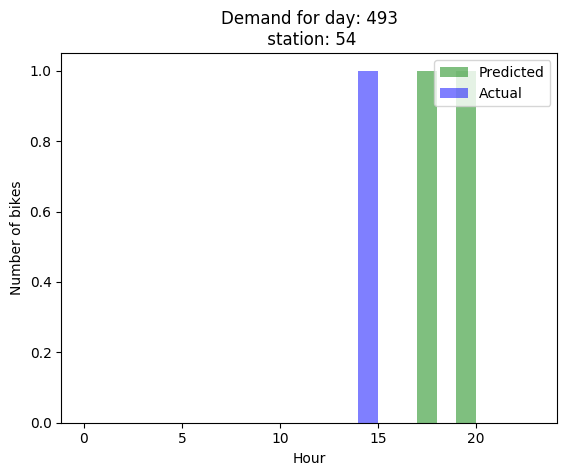 Demand for day: 493
station: 54
Predicted
Actual
Number of bikes
1.0
0.8
0.6
0.4
0.2
0.0
0 5 10 15 20
Hour